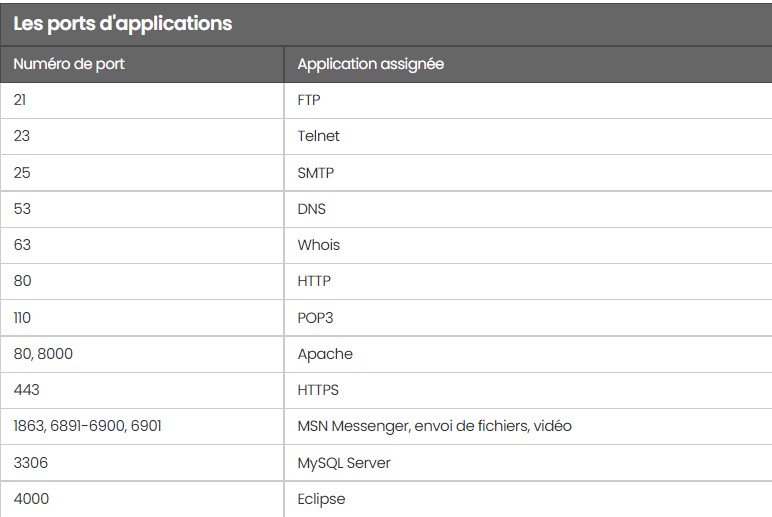 Les ports d'applications
Numéro de port Application assignée
21 FTP
23 Telnet
25 SMTP
53 DNS
63 Whois
80 HTTP
110 POP3
80, 8000 Apache
443 HTTPS
1863, 6891-6900, 6901 MSN Messenger, envoi de fichiers, vidéo
3306 MySQL Server
4000 Eclipse